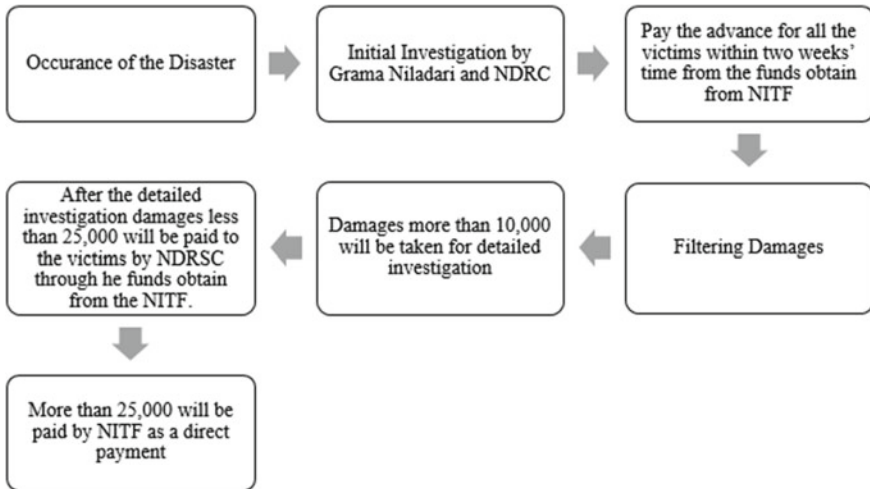 Occurance of the Disaster
Initial Investigation by
Grama Niladari and NDRC
Pay the advance for all the
victims within two weeks'
time from the funds obtain
from NITF
Filtering Damages
Damages more than 10,000
will be taken for detailed
investigation
After the detailed
investigation damages less
than 25,000 will be paid to
the victims by NDRSC
through he funds obtain
from the NITF.
More than 25,000 will be
paid by NITF as a direct
payment